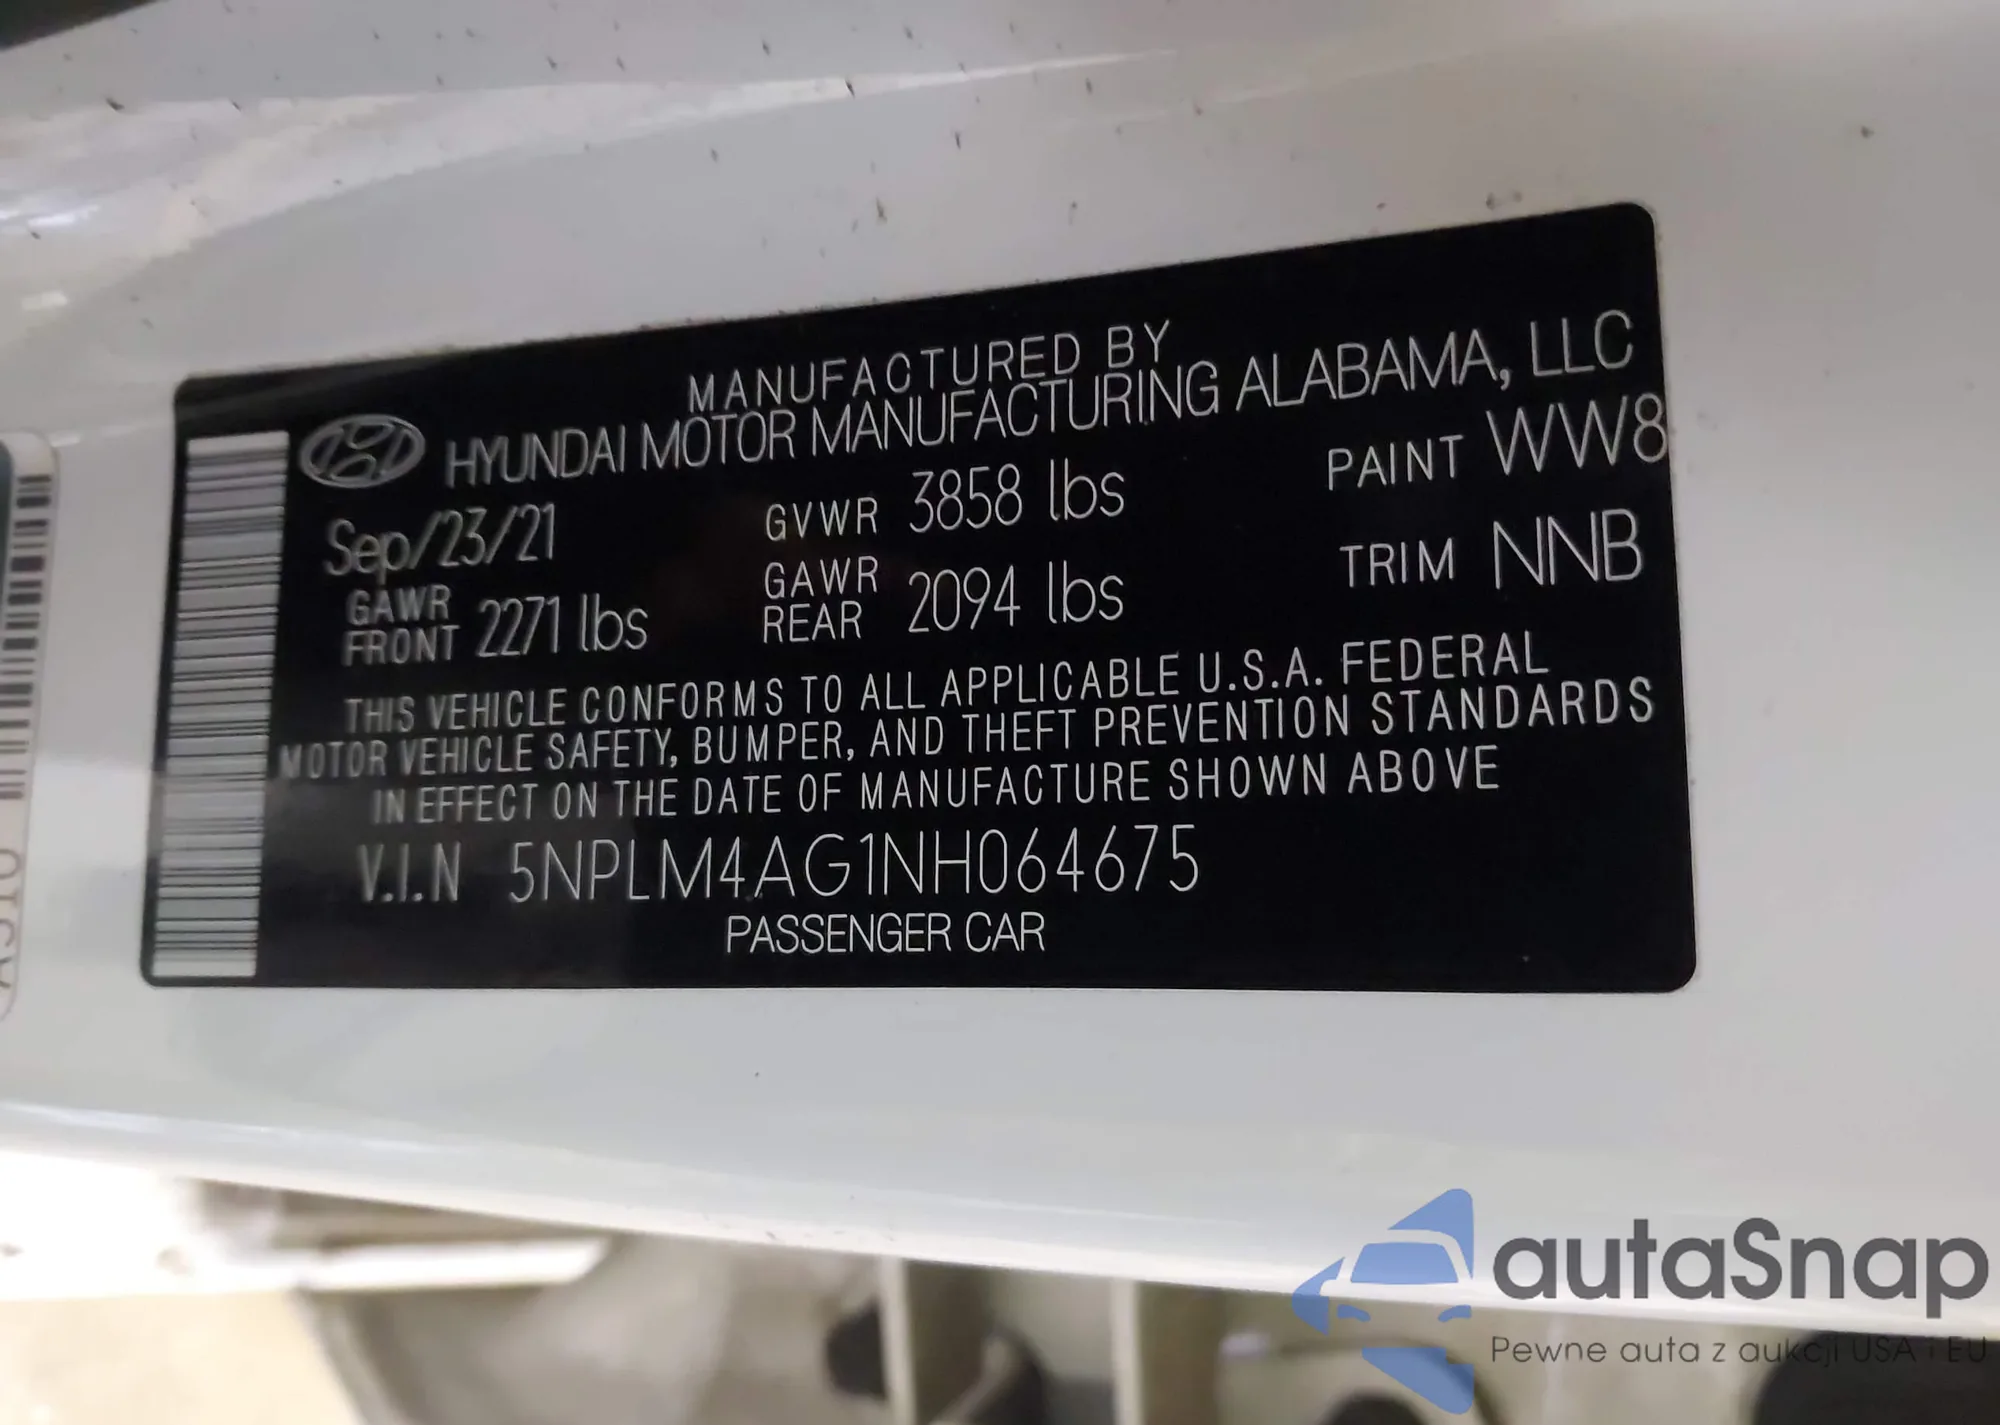 MANUFACTURED BY
HYUNDAI MOTOR MANUFACTURING ALABAMA, LLC
Sep/23/21 GVWR 3858 lbs PAINT WW8
GAWR FRONT 2271 lbs GAWR REAR 2094 lbs TRIM NNB
THIS VEHICLE CONFORMS TO ALL APPLICABLE U.S.A. FEDERAL
MOTOR VEHICLE SAFETY, BUMPER, AND THEFT PREVENTION STANDARDS
IN EFFECT ON THE DATE OF MANUFACTURE SHOWN ABOVE
V.I.N 5NPLM4AG1NH064675
PASSENGER CAR
autaSnap
Pewne auta z aukcji USA i EU